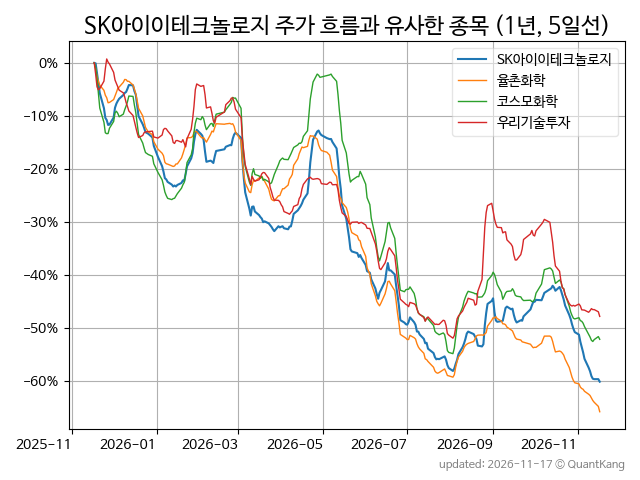 SK아이이테크놀로지 주가 흐름과 유사한 종목 (1년, 5일선)
SK아이이테크놀로지
율촌화학
코스모화학
우리기술투자
0%
−10%
−20%
−30%
−40%
−50%
−60%
2025-11 2026-01 2026-03 2026-05 2026-07 2026-09 2026-11
updated: 2026-11-17 © QuantKang